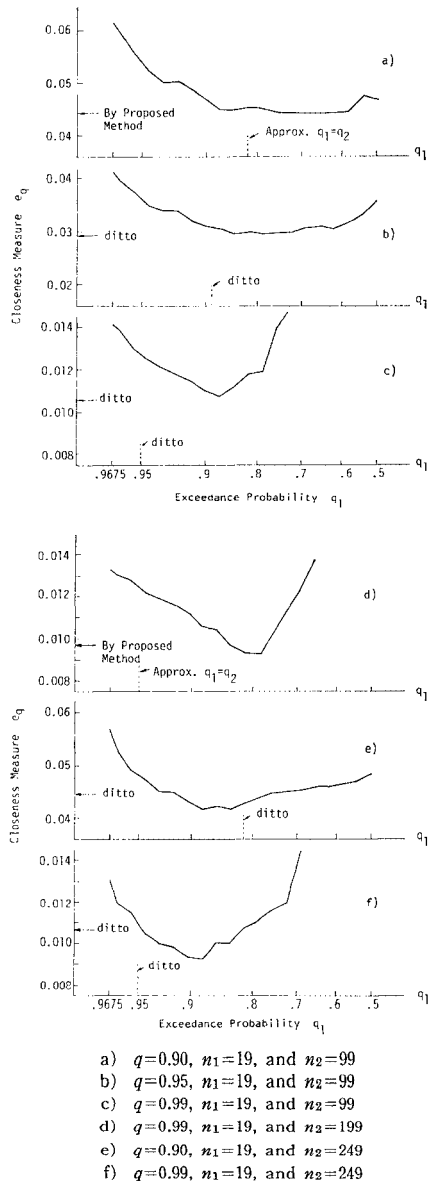 0.06
0.05
0.04
a)
By Proposed
Method
Approx. q₁=q₂
q₁
0.04
0.03
0.02
b)
ditto
ditto
q₁
0.014
0.012
0.010
0.008
c)
ditto
ditto
q₁
.9675 .95 .9 .8 .7 .6 .5
Exceedance Probability q₁
Closeness Measure e_q
0.014
0.012
0.010
0.008
d)
By Proposed
Method
Approx. q₁=q₂
q₁
0.06
0.05
0.04
e)
ditto
ditto
q₁
0.014
0.012
0.010
0.008
f)
ditto
ditto
q₁
.9675 .95 .9 .8 .7 .6 .5
Exceedance Probability q₁
Closeness Measure e_q
a) q=0.90, n₁=19, and n₂=99
b) q=0.95, n₁=19, and n₂=99
c) q=0.99, n₁=19, and n₂=99
d) q=0.99, n₁=19, and n₂=199
e) q=0.90, n₁=19, and n₂=249
f) q=0.99, n₁=19, and n₂=249